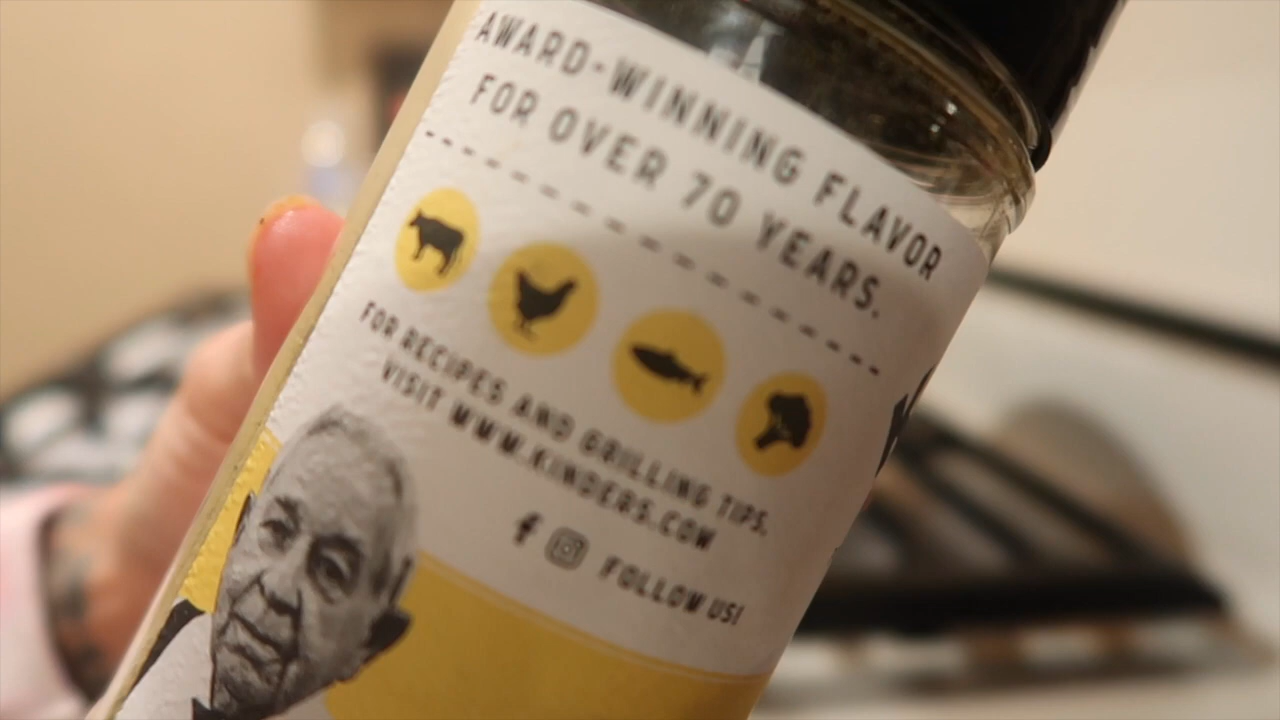 AWARD-WINNING FLAVOR
FOR OVER 70 YEARS.
FOR RECIPES AND GRILLING TIPS,
VISIT WWW.KINDERS.COM
FOLLOW US!